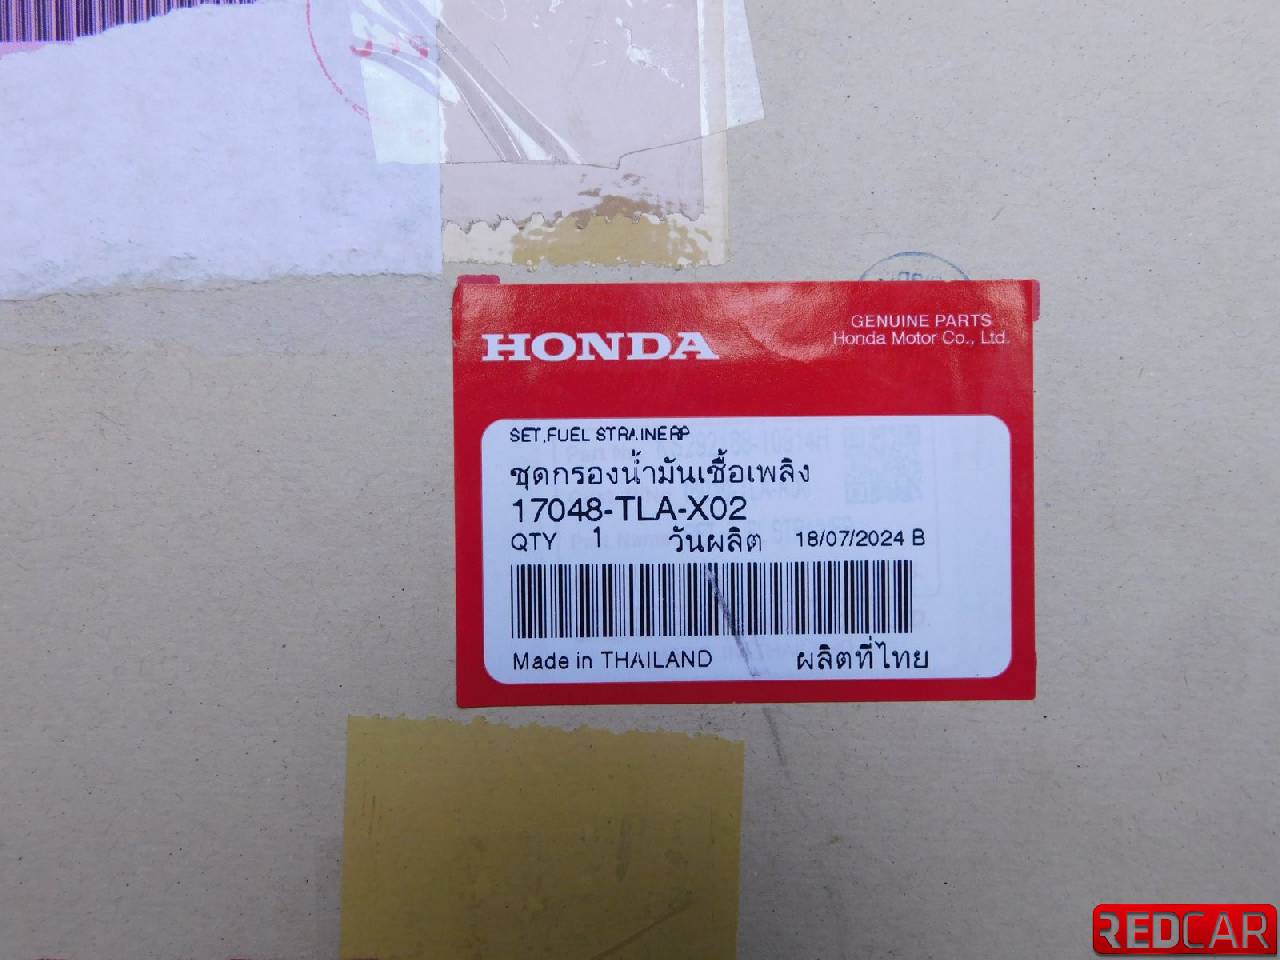 HONDA
GENUINE PARTS
Honda Motor Co., Ltd.
SET,FUEL STRAINERP
ชุดกรองน้ำมันเชื้อเพลิง
17048-TLA-X02
QTY 1 วันผลิต 18/07/2024 B
Made in THAILAND ผลิตที่ไทย
REDCAR